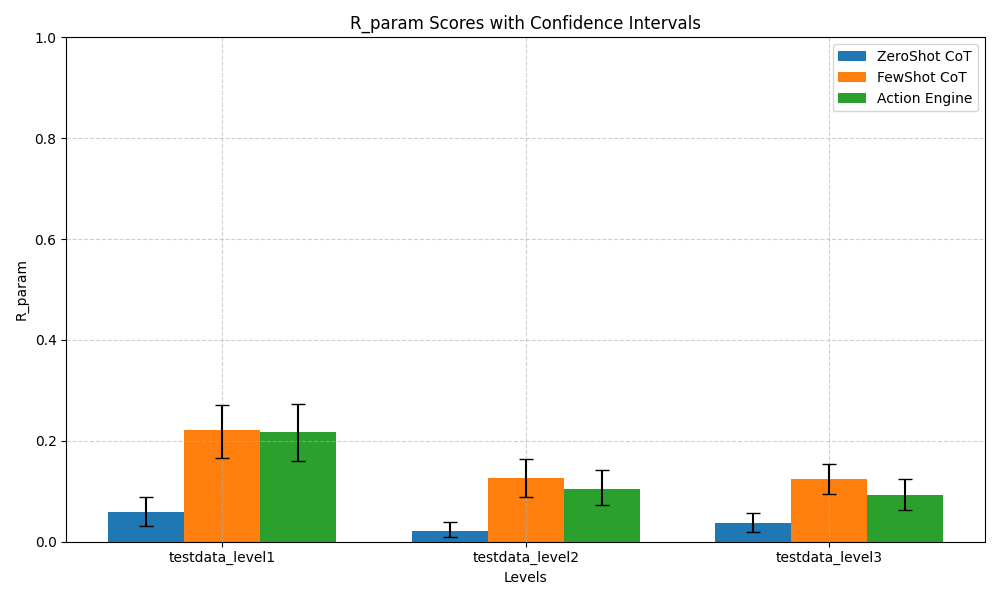 R_param Scores with Confidence Intervals
1.0
0.8
0.6
0.4
0.2
0.0
R_param
ZeroShot CoT
FewShot CoT
Action Engine
testdata_level1
testdata_level2
testdata_level3
Levels